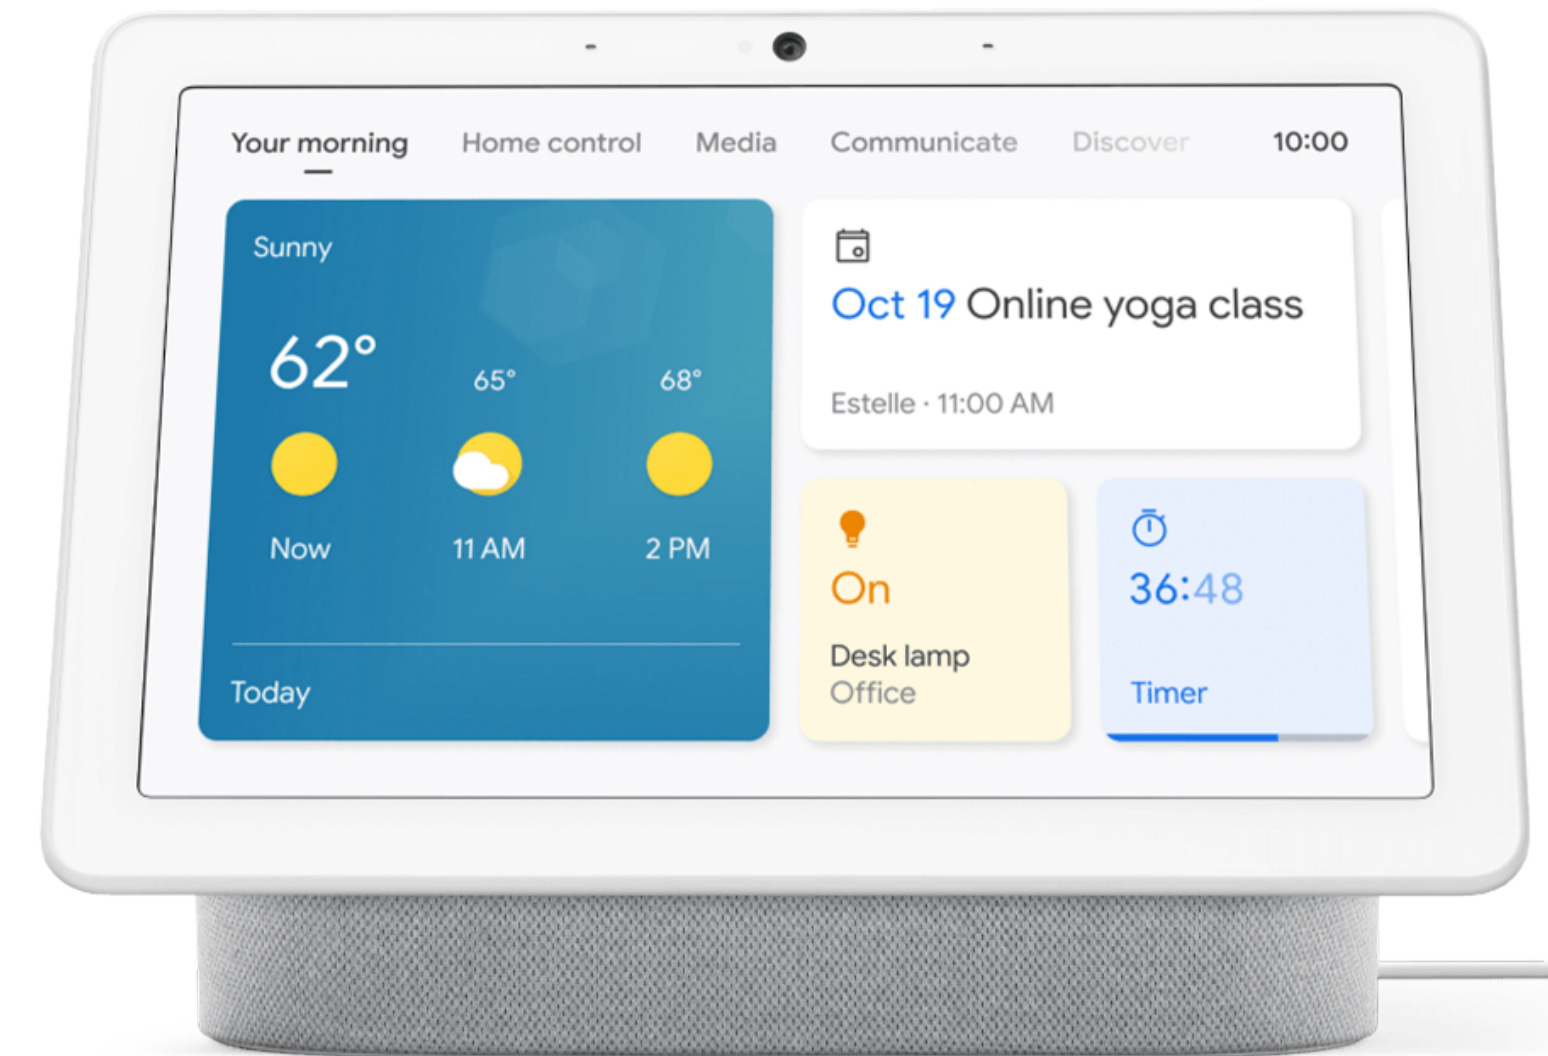 Your morning
Home control
Media
Communicate
Discover
10:00
Sunny
62°
65°
68°
Now
11 AM
2 PM
Today
Oct 19 Online yoga class
Estelle · 11:00 AM
On
Desk lamp
Office
36:48
Timer